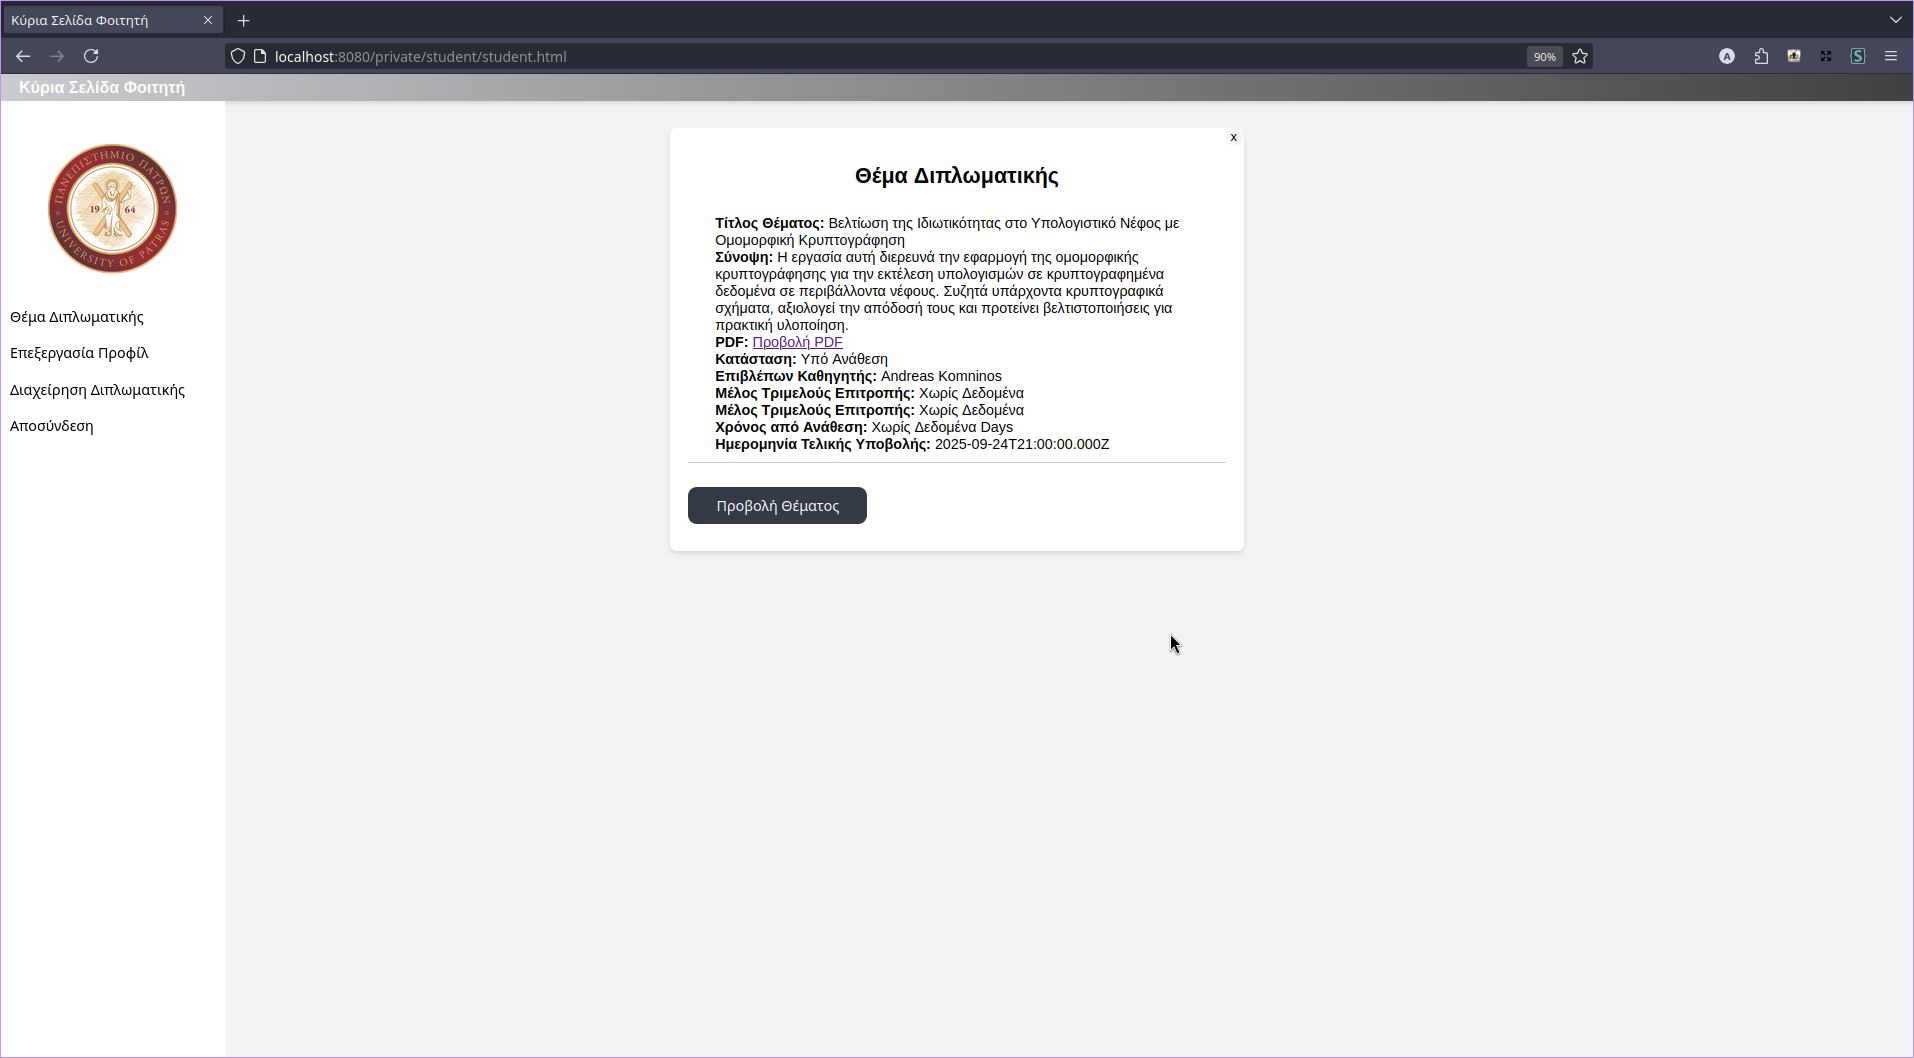 Κύρια Σελίδα Φοιτητή
localhost:8080/private/student/student.html
90%
A
S
Κύρια Σελίδα Φοιτητή
ΠΑΝΕΠΙΣΤΗΜΙΟ ΠΑΤΡΩΝ
19 64
UNIVERSITY OF PATRAS
Θέμα Διπλωματικής
Επεξεργασία Προφίλ
Διαχείρηση Διπλωματικής
Αποσύνδεση
x
Θέμα Διπλωματικής
Τίτλος Θέματος: Βελτίωση της Ιδιωτικότητας στο Υπολογιστικό Νέφος με
Ομομορφική Κρυπτογράφηση
Σύνοψη: Η εργασία αυτή διερευνά την εφαρμογή της ομομορφικής
κρυπτογράφησης για την εκτέλεση υπολογισμών σε κρυπτογραφημένα
δεδομένα σε περιβάλλοντα νέφους. Συζητά υπάρχοντα κρυπτογραφικά
σχήματα, αξιολογεί την απόδοσή τους και προτείνει βελτιστοποιήσεις για
πρακτική υλοποίηση.
PDF: Προβολή PDF
Κατάσταση: Υπό Ανάθεση
Επιβλέπων Καθηγητής: Andreas Komninos
Μέλος Τριμελούς Επιτροπής: Χωρίς Δεδομένα
Μέλος Τριμελούς Επιτροπής: Χωρίς Δεδομένα
Χρόνος από Ανάθεση: Χωρίς Δεδομένα Days
Ημερομηνία Τελικής Υποβολής: 2025-09-24T21:00:00.000Z
Προβολή Θέματος